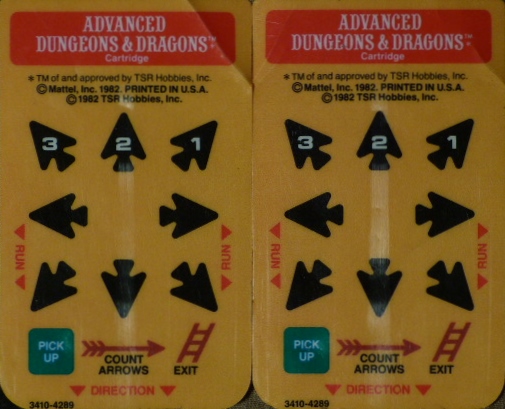 ADVANCED
DUNGEONS & DRAGONS™
Cartridge
* TM of and approved by TSR Hobbies, Inc.
© Mattel, Inc. 1982. PRINTED IN U.S.A.
© 1982 TSR Hobbies, Inc.
3 2 1
RUN RUN
PICK
UP
COUNT
ARROWS
EXIT
DIRECTION
3410-4289
ADVANCED
DUNGEONS & DRAGONS™
Cartridge
* TM of and approved by TSR Hobbies, Inc.
© Mattel, Inc. 1982. PRINTED IN U.S.A.
© 1982 TSR Hobbies, Inc.
3 2 1
RUN RUN
PICK
UP
COUNT
ARROWS
EXIT
DIRECTION
3410-4289